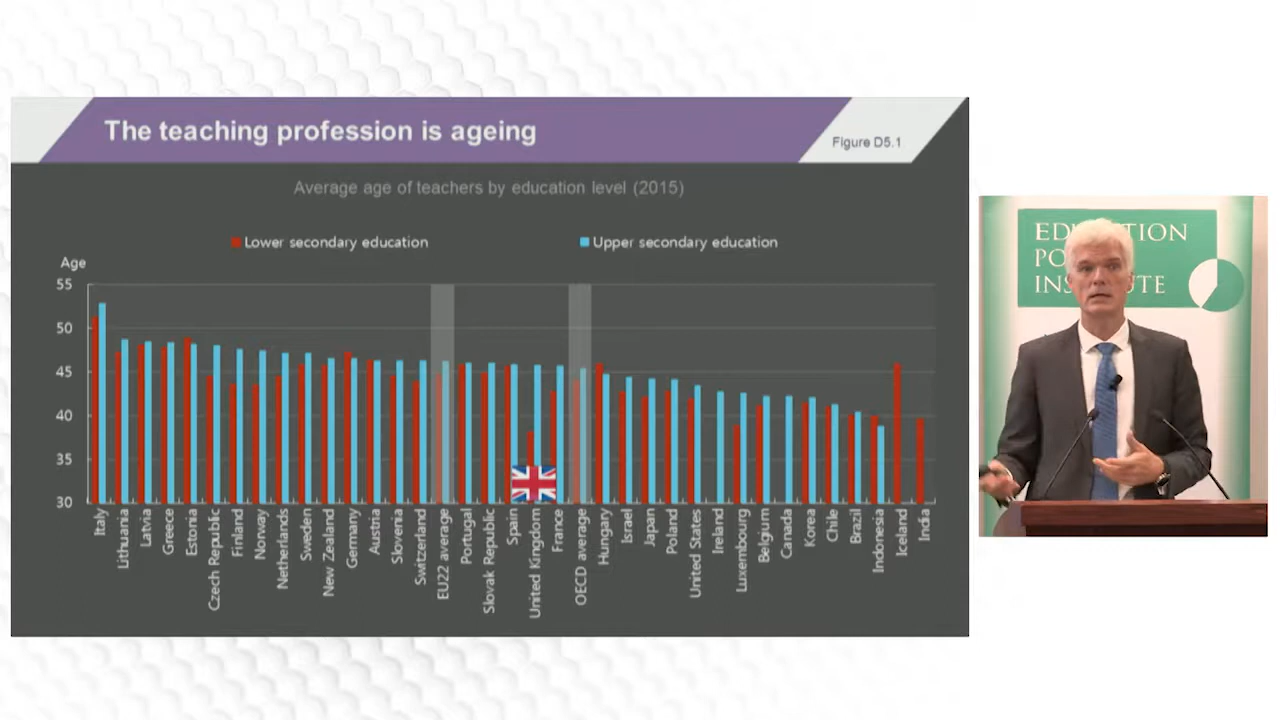 The teaching profession is ageing
Figure D5.1
Average age of teachers by education level (2015)
Lower secondary education
Upper secondary education
Age
55
50
45
40
35
30
Italy
Lithuania
Latvia
Greece
Estonia
Czech Republic
Finland
Norway
Netherlands
Sweden
New Zealand
Germany
Austria
Slovenia
Switzerland
EU22 average
Portugal
Slovak Republic
Spain
United Kingdom
France
OECD average
Hungary
Israel
Japan
Poland
United States
Ireland
Luxembourg
Belgium
Canada
Korea
Chile
Brazil
Indonesia
Iceland
India